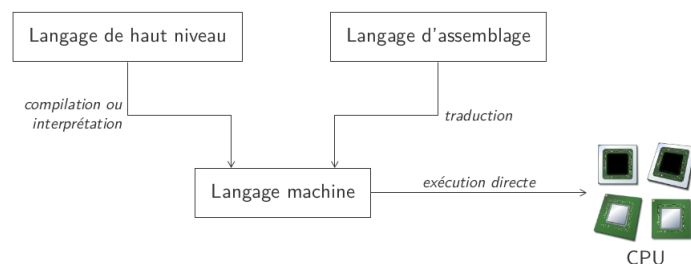 Langage de haut niveau
Langage d'assemblage
compilation ou
interprétation
traduction
Langage machine
exécution directe
CPU